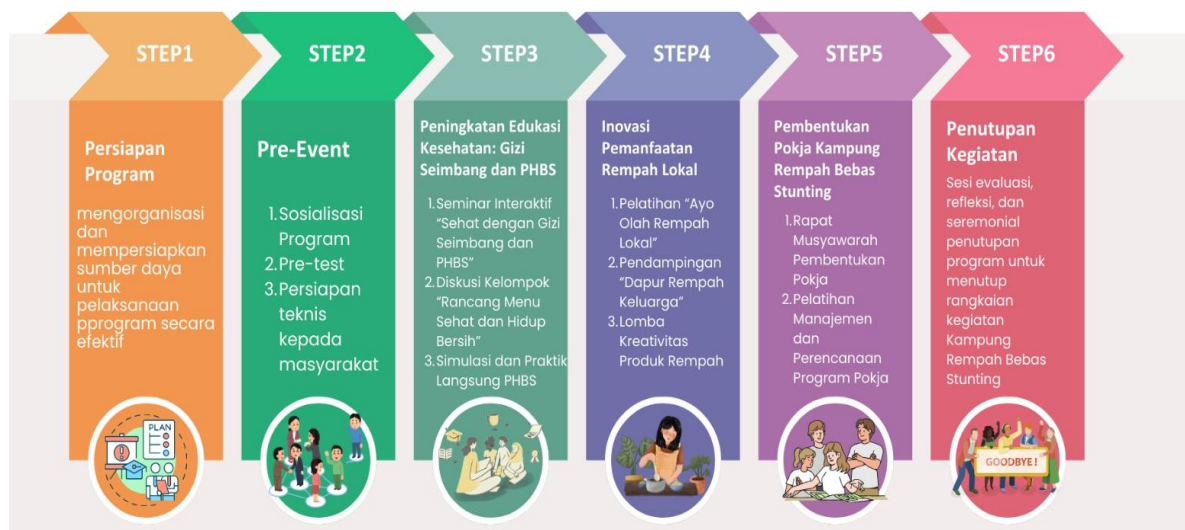 STEP1
Persiapan
Program
mengorganisasi
dan
mempersiapkan
sumber daya
untuk
pelaksanaan
pprogram secara
efektif
PLAN
STEP2
Pre-Event
1.Sosialisasi
Program
2.Pre-test
3.Persiapan
teknis
kepada
masyarakat
STEP3
Peningkatan Edukasi
Kesehatan: Gizi
Seimbang dan PHBS
1.Seminar Interaktif
"Sehat dengan Gizi
Seimbang dan
PHBS"
2.Diskusi Kelompok
"Rancang Menu
Sehat dan Hidup
Bersih"
3.Simulasi dan Praktik
Langsung PHBS
STEP4
Inovasi
Pemanfaatan
Rempah Lokal
1.Pelatihan "Ayo
Olah Rempah
Lokal"
2.Pendampingan
"Dapur Rempah
Keluarga"
3.Lomba
Kreativitas
Produk Rempah
STEP5
Pembentukan
Pokja Kampung
Rempah Bebas
Stunting
1.Rapat
Musyawarah
Pembentukan
Pokja
2.Pelatihan
Manajemen
dan
Perencanaan
Program Pokja
STEP6
Penutupan
Kegiatan
Sesi evaluasi,
refleksi, dan
seremonial
penutupan
program untuk
menutup
rangkaian
kegiatan
Kampung
Rempah Bebas
Stunting
GOODBYE!